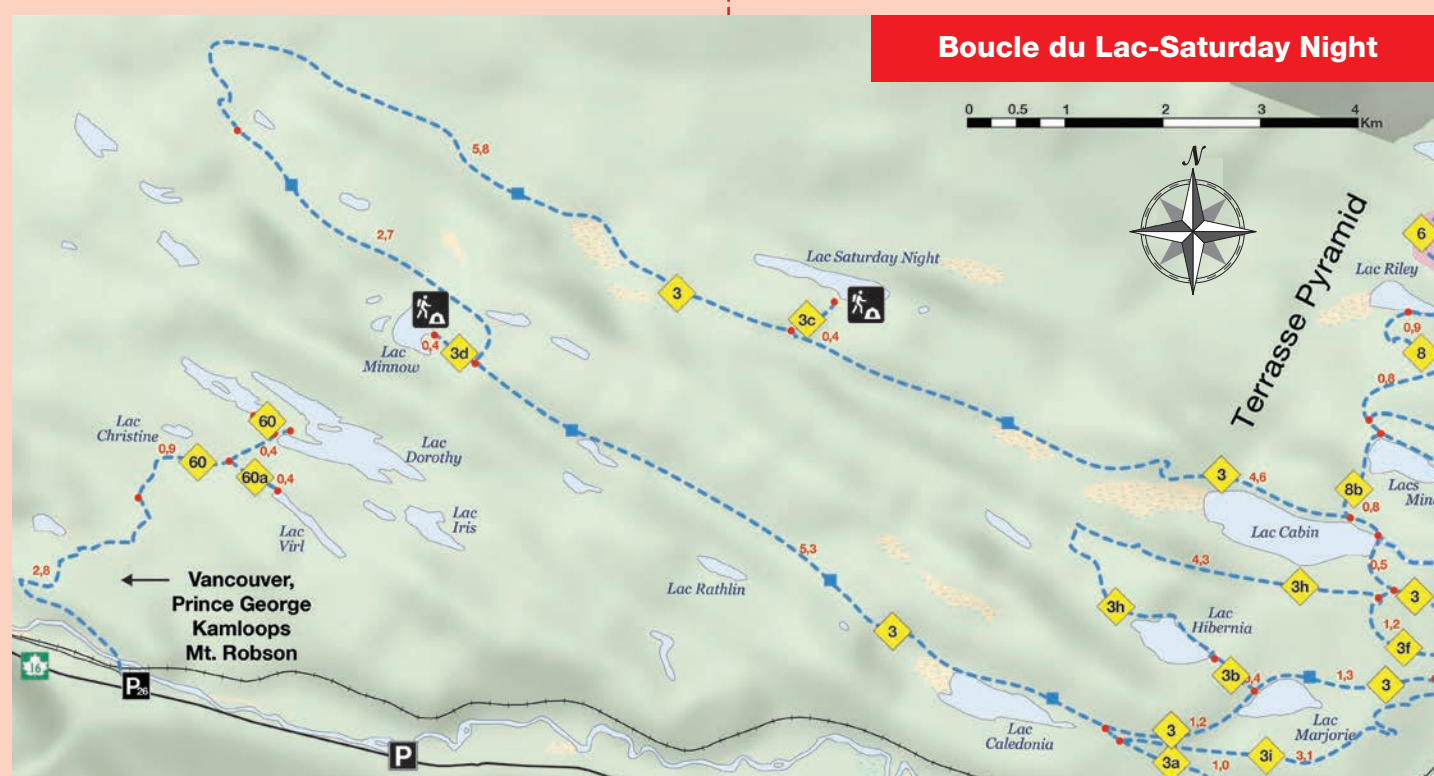 Boucle du Lac-Saturday Night
0 0.5 1 2 3 4
Km
N
Terrasse Pyramid
5,8
2,7
3
Lac Saturday Night
3c
0,4
6
Lac Riley
0,9
8
0,8
Lac
Minnow
0,4
3d
Lac
Christine
0,9
60
60
0,4
60a
0,4
Lac
Dorothy
Lac
Iris
Lac
Virl
2,8
Vancouver,
Prince George
Kamloops
Mt. Robson
16
P26
P
5,3
Lac Rathlin
3
3
4,6
8b
0,8
Lacs
Lac Cabin
0,5
4,3
3h
3h
3
1,2
3f
Lac
Hibernia
3b
1,3
3
Lac
Marjorie
Lac
Caledonia
3
1,2
3a
1,0
3i
3,1